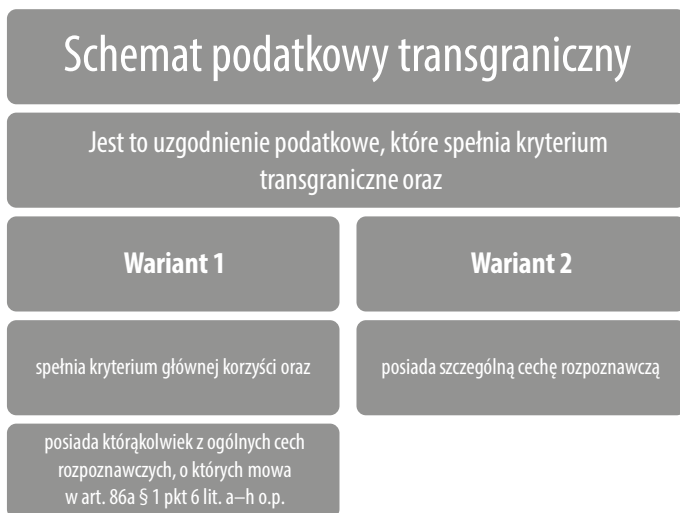 Schemat podatkowy transgraniczny
Jest to uzgodnienie podatkowe, które spełnia kryterium
transgraniczne oraz
Wariant 1
Wariant 2
spełnia kryterium głównej korzyści oraz
posiada szczególną cechę rozpoznawczą
posiada którąkolwiek z ogólnych cech
rozpoznawczych, o których mowa
w art. 86a § 1 pkt 6 lit. a–h o.p.